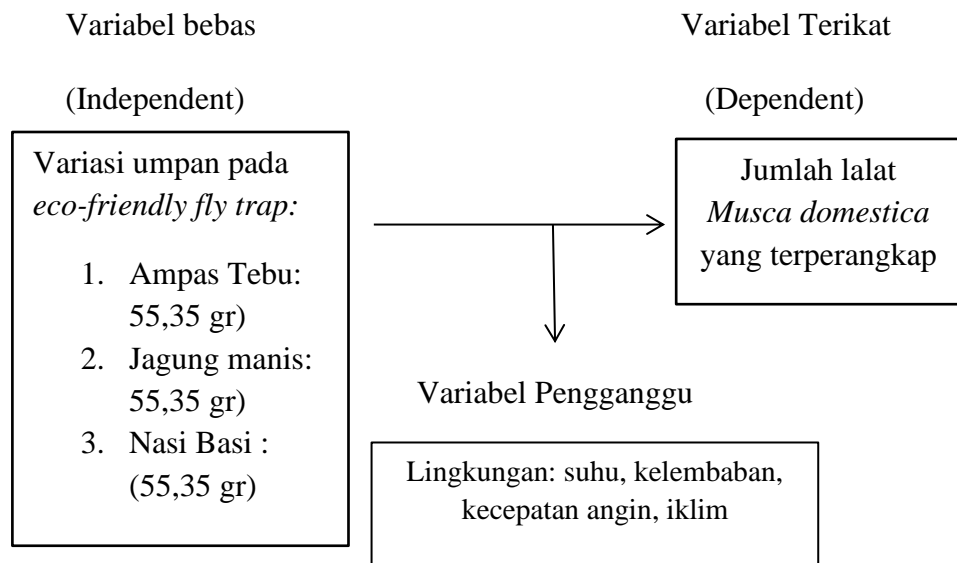 Variabel bebas
(Independent)
Variabel Terikat
(Dependent)
Variasi umpan pada
eco-friendly fly trap:
1. Ampas Tebu:
55,35 gr)
2. Jagung manis:
55,35 gr)
3. Nasi Basi :
(55,35 gr)
Jumlah lalat
Musca domestica
yang terperangkap
Variabel Pengganggu
Lingkungan: suhu, kelembaban,
kecepatan angin, iklim